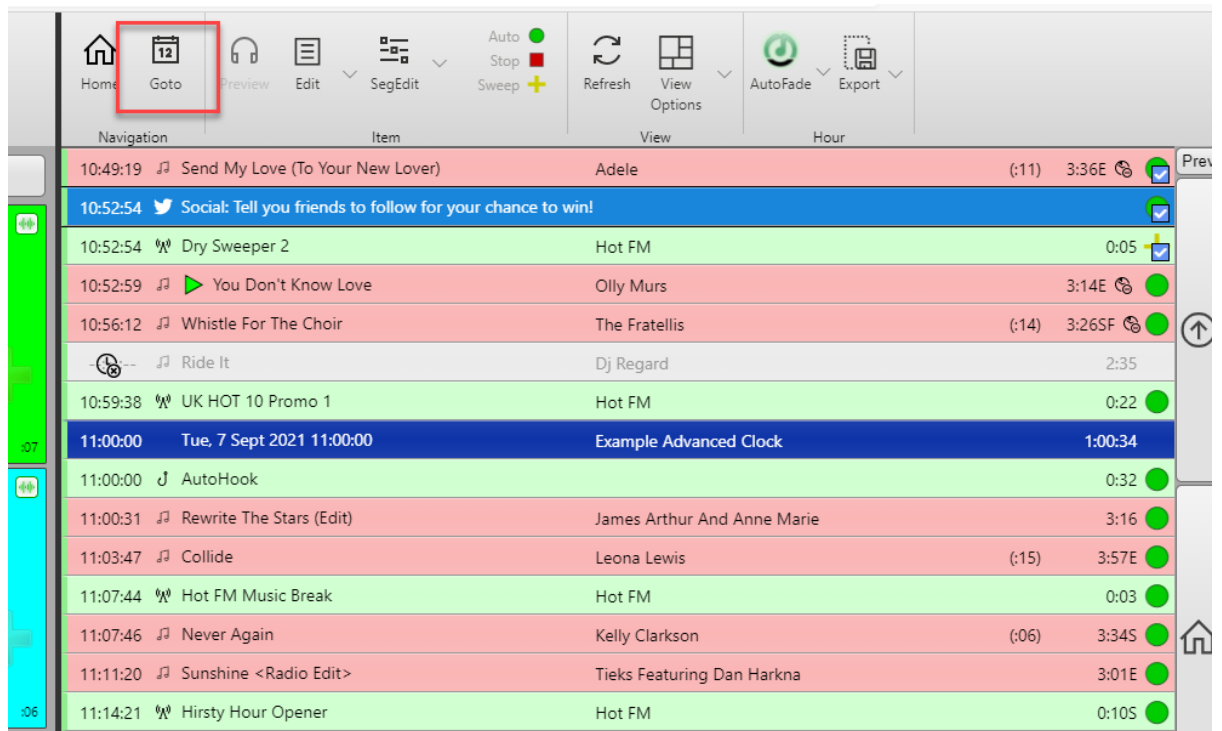 Auto
Stop
Sweep
12
Home Goto Preview Edit SegEdit Refresh View Options AutoFade Export
Navigation Item View Hour
10:49:19 Send My Love (To Your New Lover) Adele (:11) 3:36E
Prev
10:52:54 Social: Tell you friends to follow for your chance to win!
10:52:54 Dry Sweeper 2 Hot FM 0:05
10:52:59 You Don't Know Love Olly Murs 3:14E
10:56:12 Whistle For The Choir The Fratellis (:14) 3:26SF
Ride It Dj Regard 2:35
10:59:38 UK HOT 10 Promo 1 Hot FM 0:22
:07
11:00:00 Tue, 7 Sept 2021 11:00:00 Example Advanced Clock 1:00:34
11:00:00 AutoHook 0:32
11:00:31 Rewrite The Stars (Edit) James Arthur And Anne Marie 3:16
11:03:47 Collide Leona Lewis (:15) 3:57E
11:07:44 Hot FM Music Break Hot FM 0:03
11:07:46 Never Again Kelly Clarkson (:06) 3:34S
11:11:20 Sunshine <Radio Edit> Tieks Featuring Dan Harkna 3:01E
:06
11:14:21 Hirsty Hour Opener Hot FM 0:10S